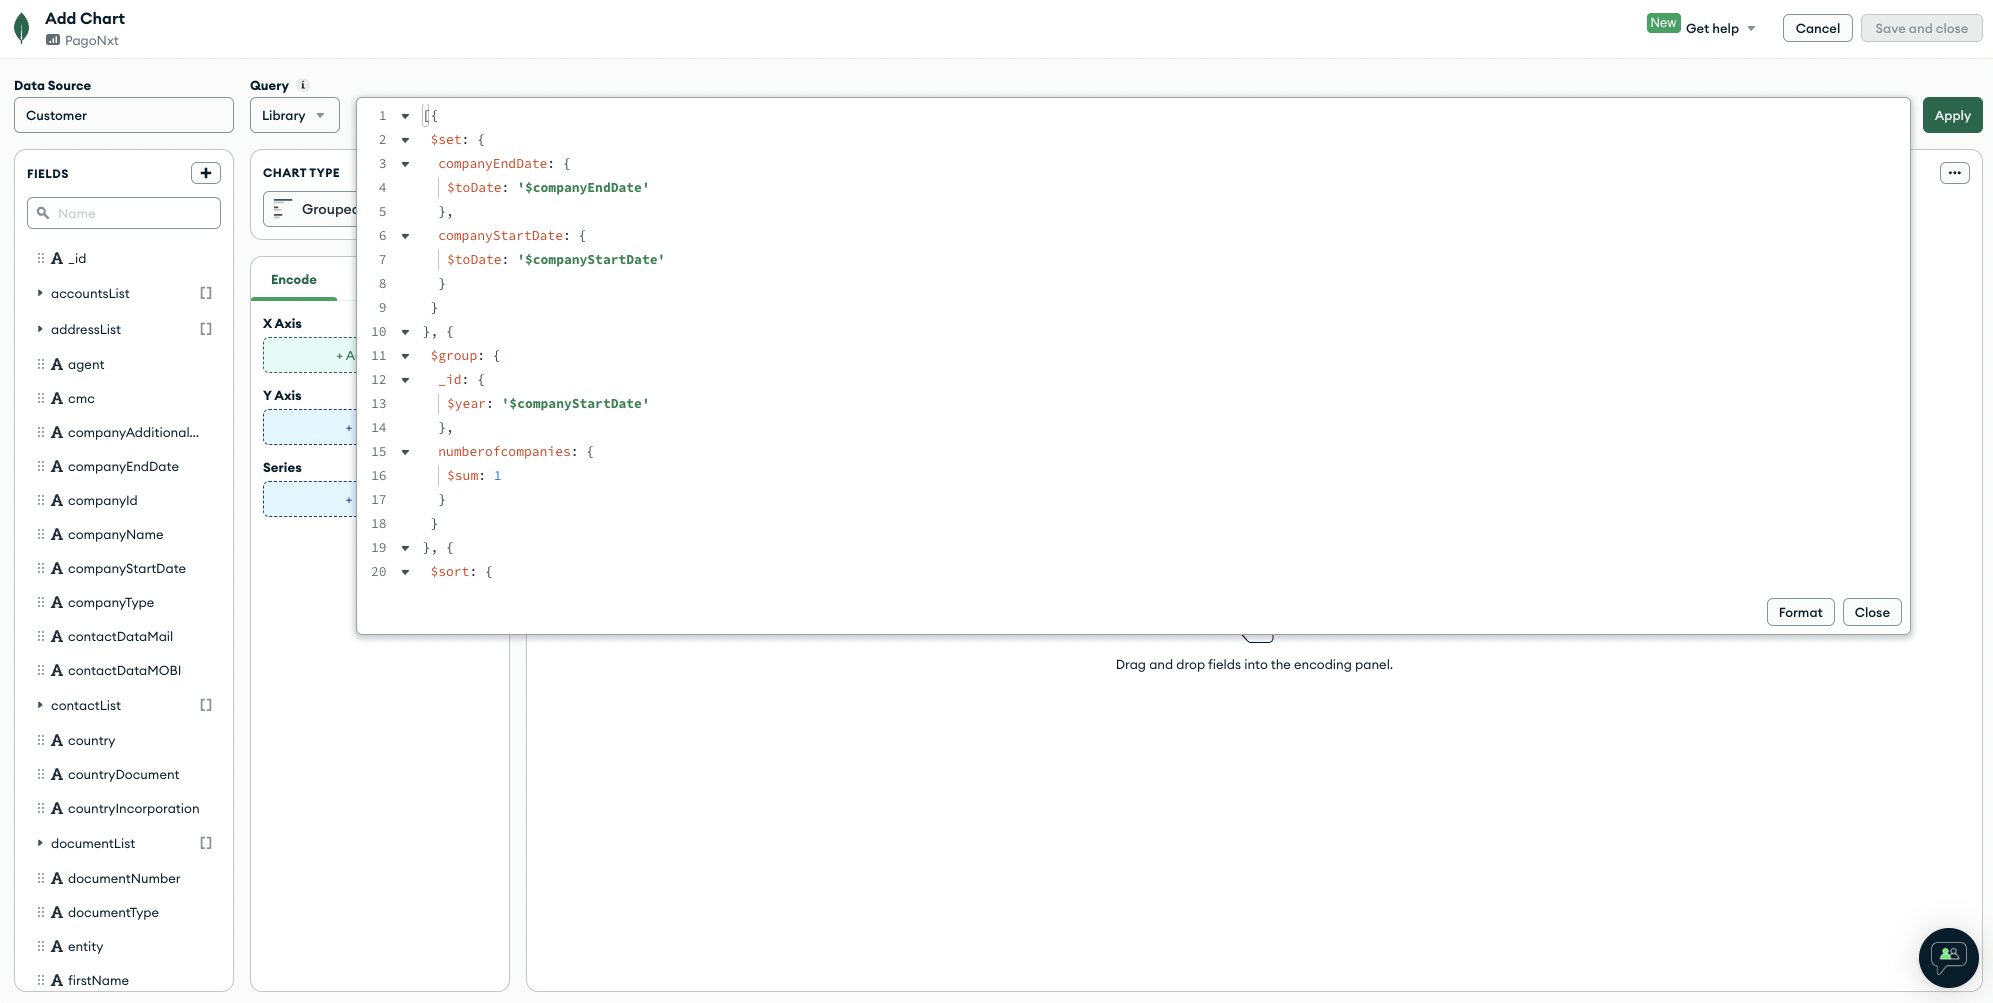 Add Chart
PagoNxt
New
Get help
Cancel
Save and close
Data Source
Customer
Query i
Library
Apply
FIELDS
+
Name
A _id
accountsList []
addressList []
A agent
A cmc
A companyAdditional...
A companyEndDate
A companyId
A companyName
A companyStartDate
A companyType
A contactDataMail
A contactDataMOBI
contactList []
A country
A countryDocument
A countryIncorporation
documentList []
A documentNumber
A documentType
A entity
A firstName
CHART TYPE
Grouped
Encode
X Axis
+ A
Y Axis
+
Series
+
1 [{
2 $set: {
3 companyEndDate: {
4 $toDate: '$companyEndDate'
5 },
6 companyStartDate: {
7 $toDate: '$companyStartDate'
8 }
9 }
10 }, {
11 $group: {
12 _id: {
13 $year: '$companyStartDate'
14 },
15 numberofcompanies: {
16 $sum: 1
17 }
18 }
19 }, {
20 $sort: {
Format
Close
...
Drag and drop fields into the encoding panel.